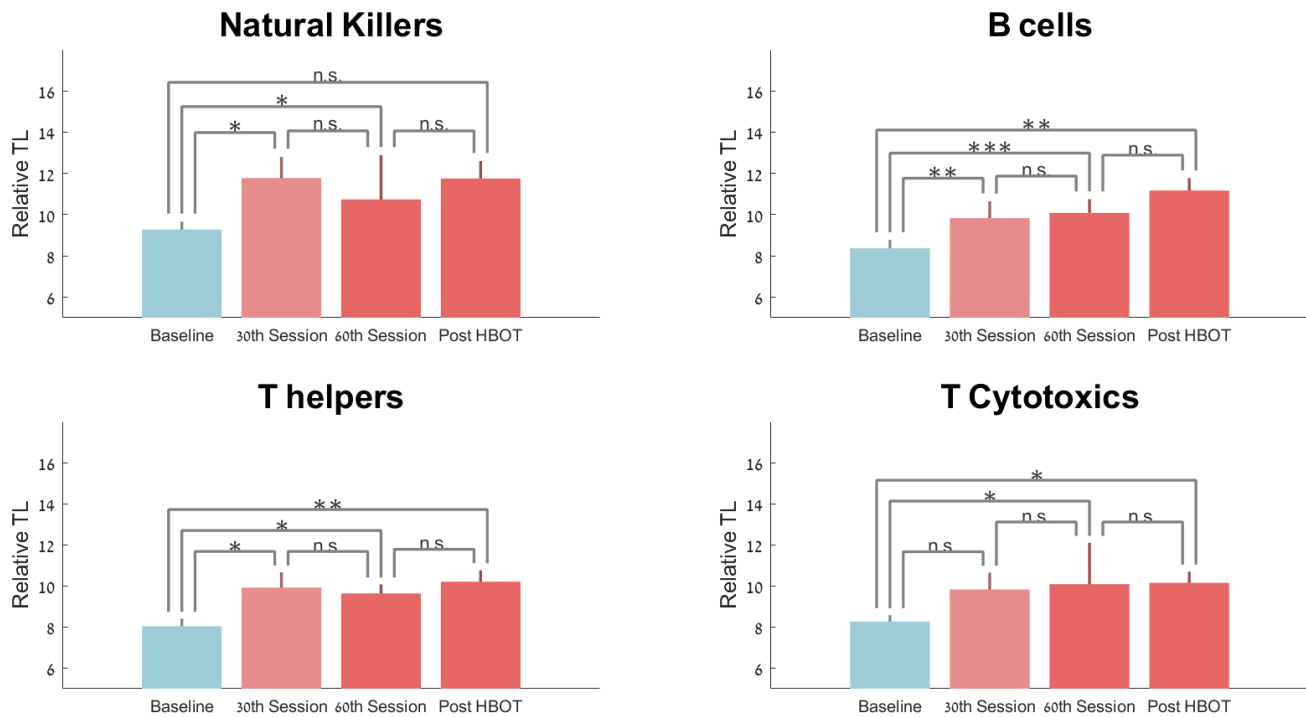 Natural Killers
Relative TL
16
14
12
10
8
6
n.s.
*
*
n.s.
n.s.
Baseline
30th Session
60th Session
Post HBOT
B cells
Relative TL
16
14
12
10
8
6
**
***
n.s.
**
n.s.
Baseline
30th Session
60th Session
Post HBOT
T helpers
Relative TL
16
14
12
10
8
6
**
*
*
n.s
n.s
Baseline
30th Session
60th Session
Post HBOT
T Cytotoxics
Relative TL
16
14
12
10
8
6
*
*
n.s
n.s
n.s.
Baseline
30th Session
60th Session
Post HBOT